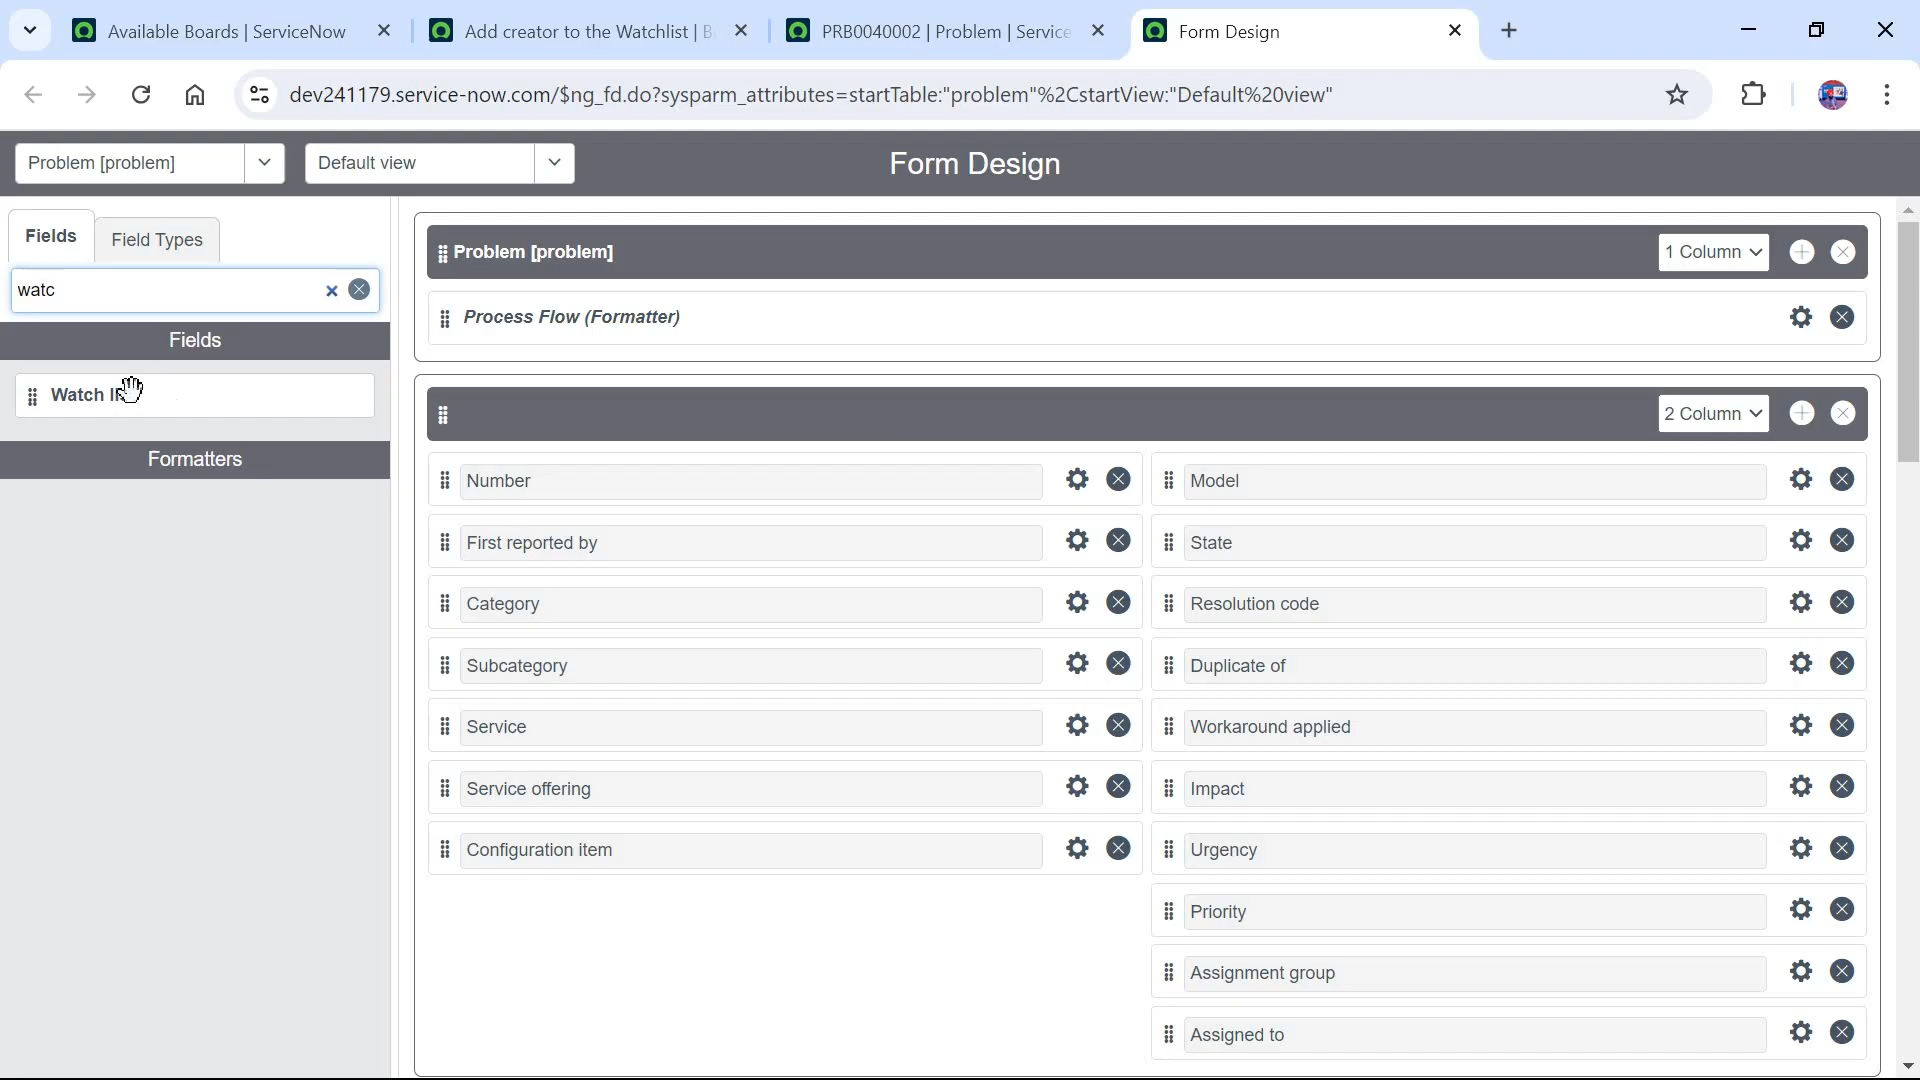 Available Boards | ServiceNow
Add creator to the Watchlist | B
PRB0040002 | Problem | Service
Form Design
dev241179.service-now.com/$ng_fd.do?sysparm_attributes=startTable:"problem"%2CstartView:"Default%20view"
Problem [problem]
Default view
Form Design
Fields
Field Types
watc
Fields
Watch
Formatters
Problem [problem]
1 Column
Process Flow (Formatter)
2 Column
Number
Model
First reported by
State
Category
Resolution code
Subcategory
Duplicate of
Service
Workaround applied
Service offering
Impact
Configuration item
Urgency
Priority
Assignment group
Assigned to